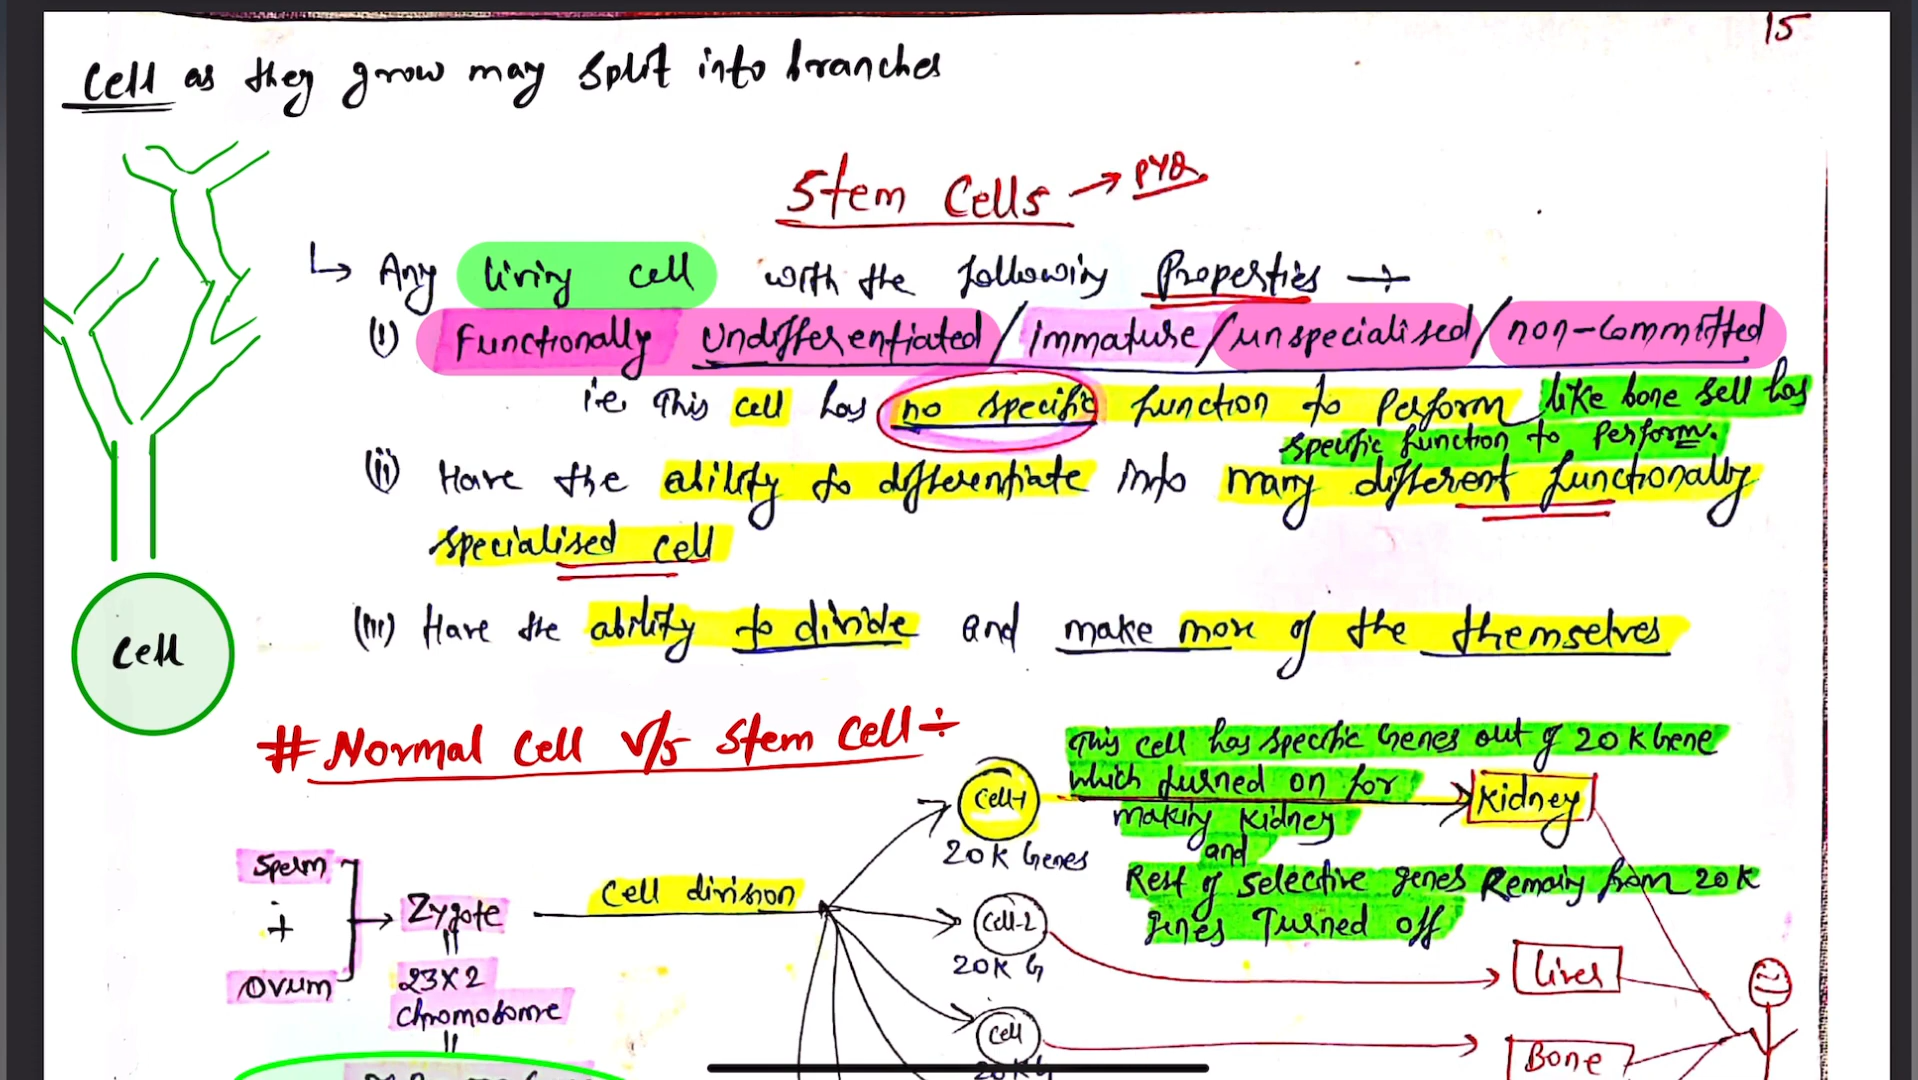 15
Cell as they grow may split into branches
Stem Cells → PYQ
↳ Any living cell with the following Properties →
(i) Functionally Undifferentiated / immature / unspecialised / non-committed
i.e. This cell has no specific function to perform like bone sell has
specific function to perform.
(ii) Have the ability to differentiate into many different functionally
specialised cell
(iii) Have the ability to divide and make more of the themselves
Cell
# Normal Cell v/s Stem Cell ÷
This cell has specific Genes out of 20K Gene
which turned on for
making kidney
and
Rest of selective genes Remaing from 20K
genes Turned off
Cell-1
20K Genes
Kidney
Sperm
+
Ovum
Zygote
23X2
chromosome
Cell division
Cell-2
20K G
Liver
Cell
20K G
Bone